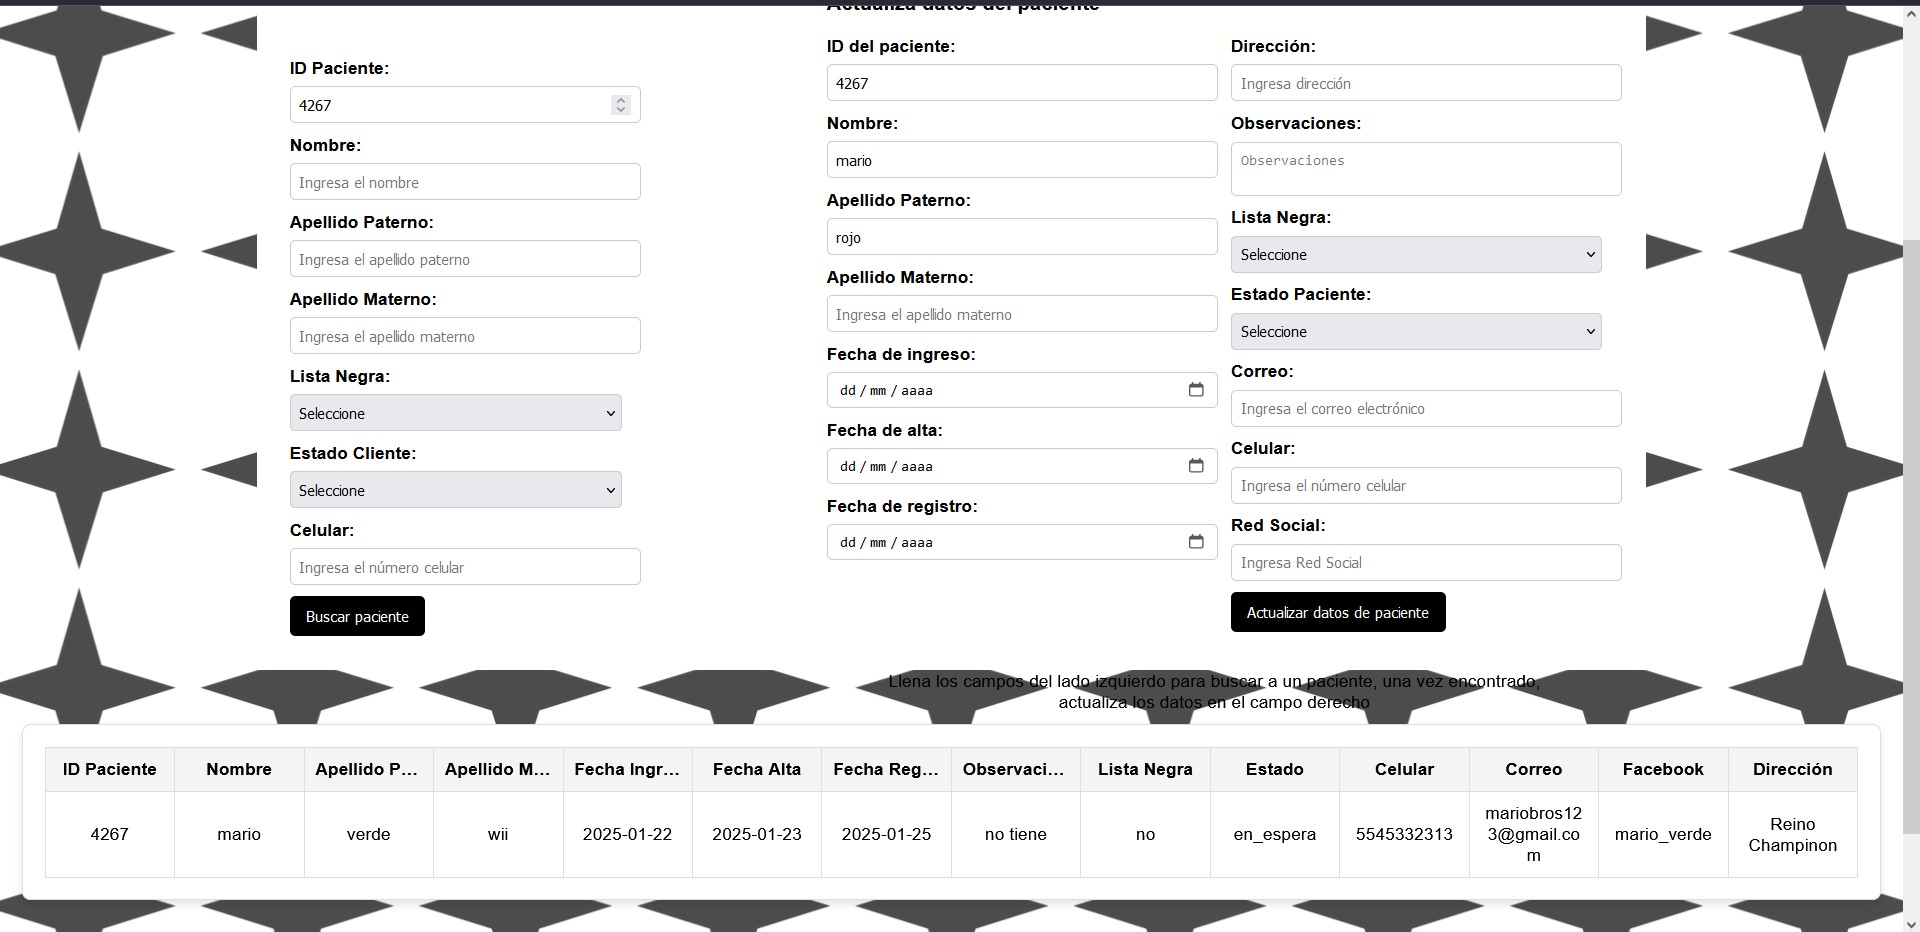 Actualiza datos del paciente
ID Paciente:
4267
Nombre:
Ingresa el nombre
Apellido Paterno:
Ingresa el apellido paterno
Apellido Materno:
Ingresa el apellido materno
Lista Negra:
Seleccione
Estado Cliente:
Seleccione
Celular:
Ingresa el número celular
Buscar paciente
ID del paciente:
4267
Nombre:
mario
Apellido Paterno:
rojo
Apellido Materno:
Ingresa el apellido materno
Fecha de ingreso:
dd / mm / aaaa
Fecha de alta:
dd / mm / aaaa
Fecha de registro:
dd / mm / aaaa
Dirección:
Ingresa dirección
Observaciones:
Observaciones
Lista Negra:
Seleccione
Estado Paciente:
Seleccione
Correo:
Ingresa el correo electrónico
Celular:
Ingresa el número celular
Red Social:
Ingresa Red Social
Actualizar datos de paciente
Llena los campos del lado izquierdo para buscar a un paciente, una vez encontrado,
actualiza los datos en el campo derecho
ID Paciente Nombre Apellido P... Apellido M... Fecha Ingr... Fecha Alta Fecha Reg... Observaci... Lista Negra Estado Celular Correo Facebook Dirección
4267 mario verde wii 2025-01-22 2025-01-23 2025-01-25 no tiene no en_espera 5545332313
mariobros12
3@gmail.co
m
mario_verde
Reino
Champinon